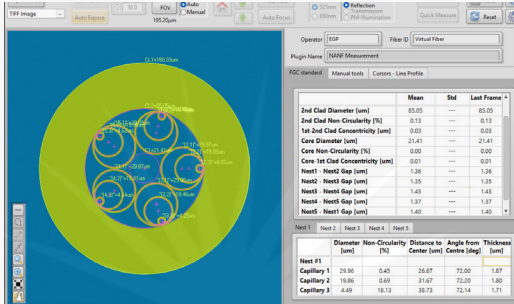 TIFF Image
Auto Expose
30.0
FOV
195.20μm
Auto
Manual
Auto Focus
525nm
Reflection
Transmission
PM-Illumination
Quick Measure
Reset
Operator EGP Fiber ID Virtual Fiber
Plugin Name NANF Measurement
FGC standard Manual tools Cursors - Line Profile
Mean Std Last Frame
2nd Clad Diameter [um] 85.05 --- 85.05
2nd Clad Non-Circularity [%] 0.13 --- 0.13
1st-2nd Clad Concentricity [um] 0.03 --- 0.03
Core Diameter [um] 21.41 --- 21.41
Core Non-Circularity [%] 0.00 --- 0.00
Core-1st Clad Concentricity [um] 0.01 --- 0.01
Nest1 - Nest2 Gap [um] 1.36 --- 1.36
Nest2 - Nest3 Gap [um] 1.35 --- 1.35
Nest3 - Nest4 Gap [um] 1.43 --- 1.43
Nest4 - Nest5 Gap [um] 1.37 --- 1.37
Nest5 - Nest1 Gap [um] 1.40 --- 1.40
Nest 1 Nest 2 Nest 3 Nest 4 Nest 5
Diameter [um] Non-Circularity [%] Distance to Center [um] Angle from Centre [deg] Thickness [um]
Nest #1
Capillary 1 29.96 0.45 26.67 72.00 1.87
Capillary 2 19.86 0.69 31.67 72.20 1.80
Capillary 3 4.49 18.13 38.73 72.14 1.71